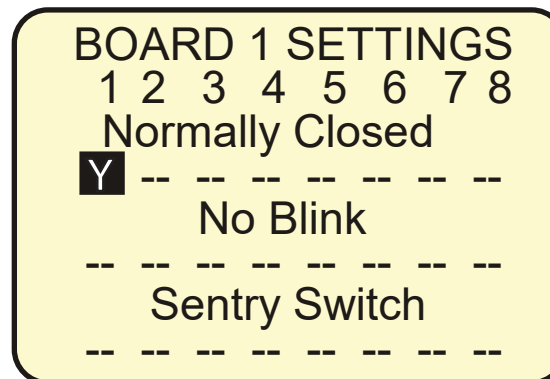 BOARD 1 SETTINGS
1 2 3 4 5 6 7 8
Normally Closed
Y -- -- -- -- -- -- --
No Blink
-- -- -- -- -- -- -- --
Sentry Switch
-- -- -- -- -- -- -- --